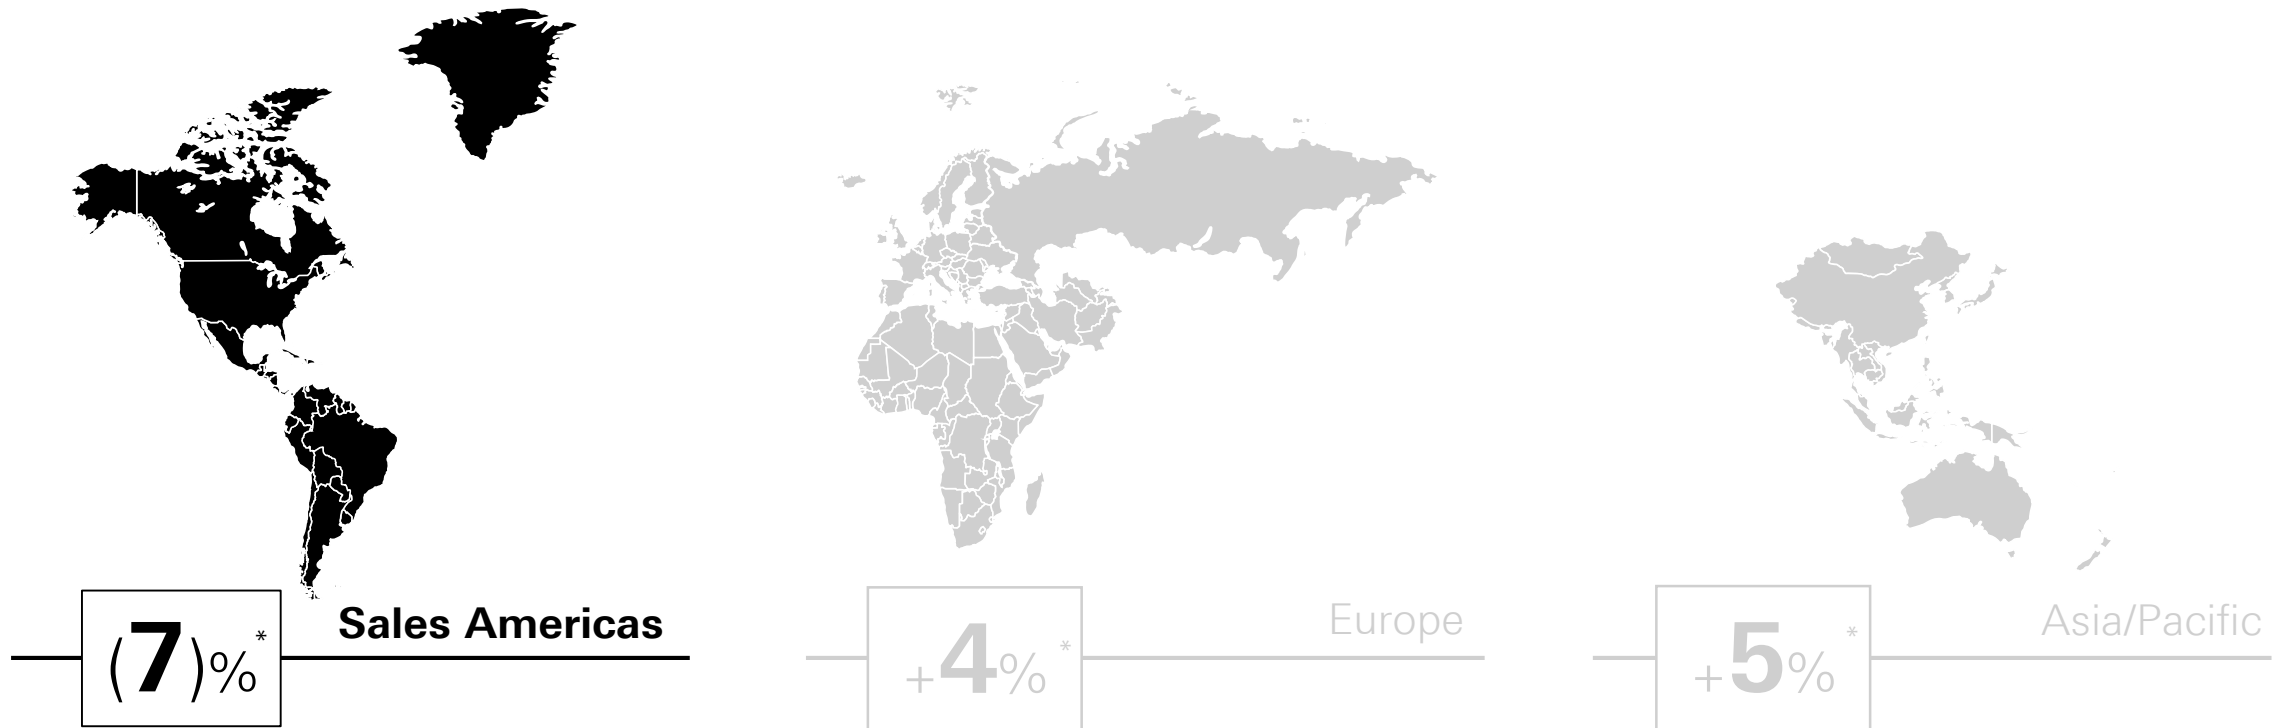 Sales Americas
(7)%*
Europe
+4%*
Asia/Pacific
+5%*